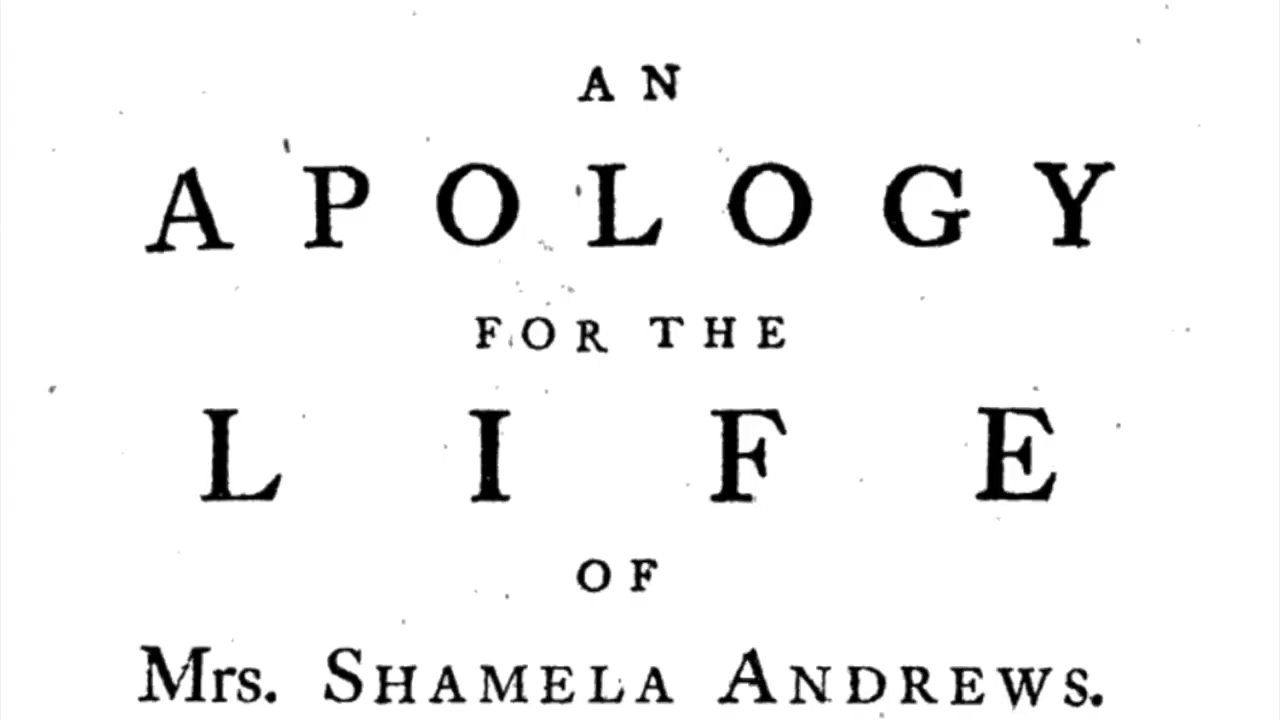 AN
APOLOGY
FOR THE
LIFE
OF
Mrs. SHAMELA ANDREWS.